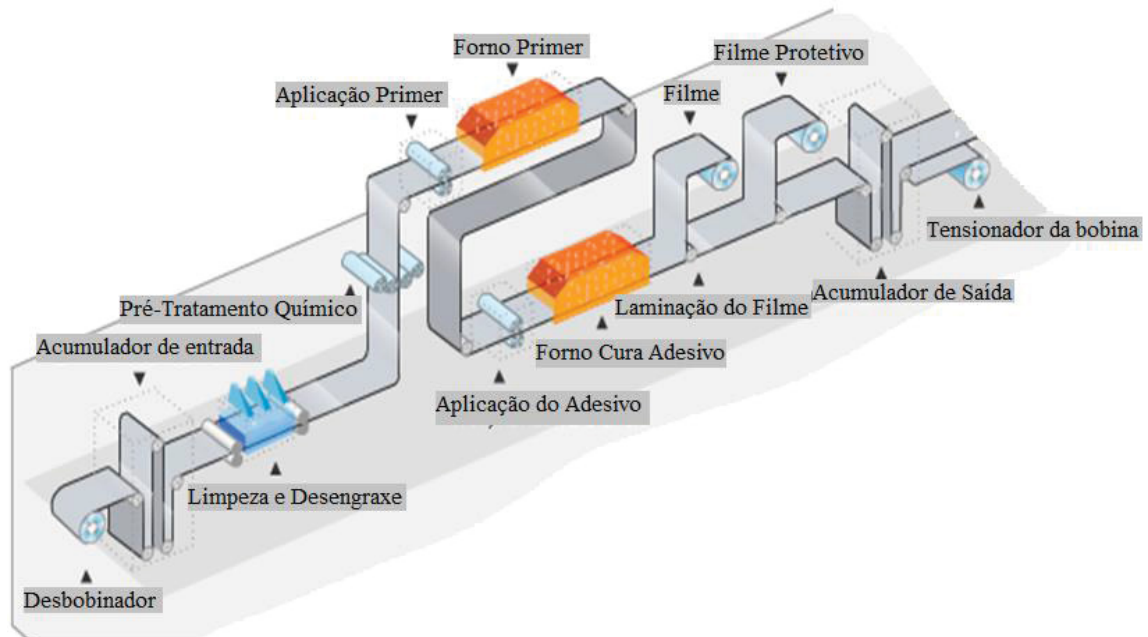 Forno Primer
Filme Protetivo
Aplicação Primer
Filme
Tensionador da bobina
Pré-Tratamento Químico
Laminação do Filme
Acumulador de Saída
Acumulador de entrada
Forno Cura Adesivo
Aplicação do Adesivo
Limpeza e Desengraxe
Desbobinador